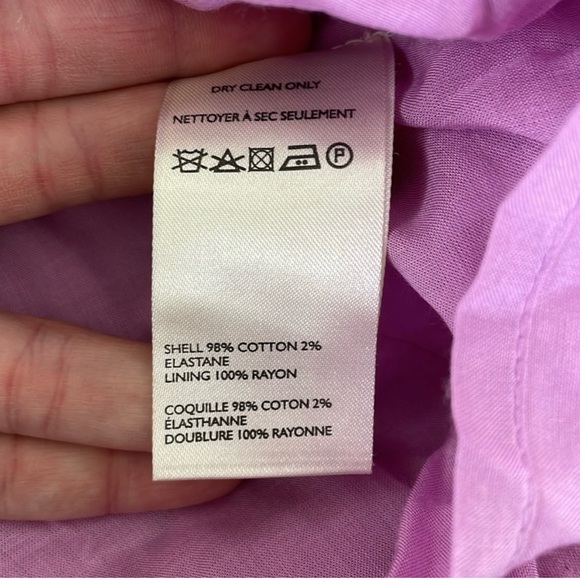 DRY CLEAN ONLY
NETTOYER À SEC SEULEMENT
P
SHELL 98% COTTON 2%
ELASTANE
LINING 100% RAYON
COQUILLE 98% COTON 2%
ÉLASTHANNE
DOUBLURE 100% RAYONNE